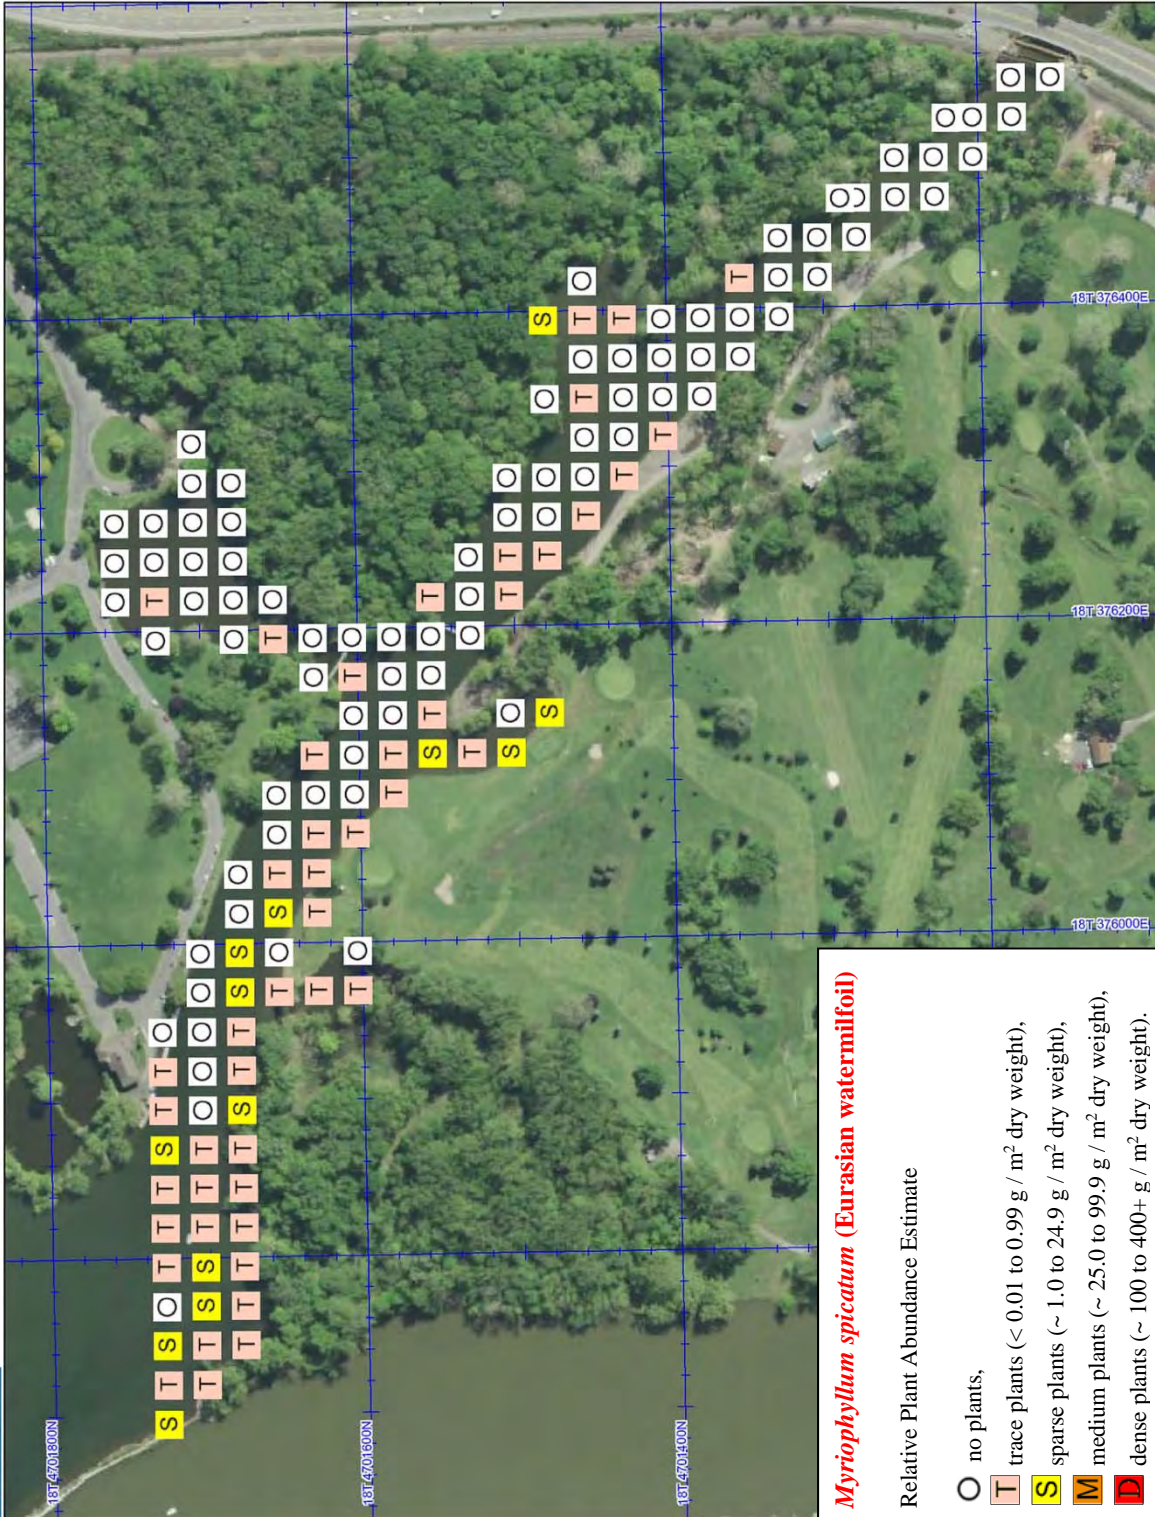 18T 4701800N
O O O
O T O O
S T S O T T T S T T O
T T S S T T T O O O O O O O O O O
T T T T T T S T T S S O O O O O O
T O S T O O T O
T T T T O T O O
T O T O O O T O
18T 4701600N
T T O O O
S T O O T
T O O O
S O T T O O
S T O O O S
T O O T O T O
T O O O T
T O O O
18T 4701400N
O O O
O O T
O O O
O O
O O O
O O
O O O
O O
O O
O
18T 376000E
18T 376200E
18T 376400E
Myriophyllum spicatum (Eurasian watermilfoil)
Relative Plant Abundance Estimate
O no plants,
T trace plants (< 0.01 to 0.99 g / m² dry weight),
S sparse plants (~ 1.0 to 24.9 g / m² dry weight),
M medium plants (~ 25.0 to 99.9 g / m² dry weight),
D dense plants (~ 100 to 400+ g / m² dry weight).